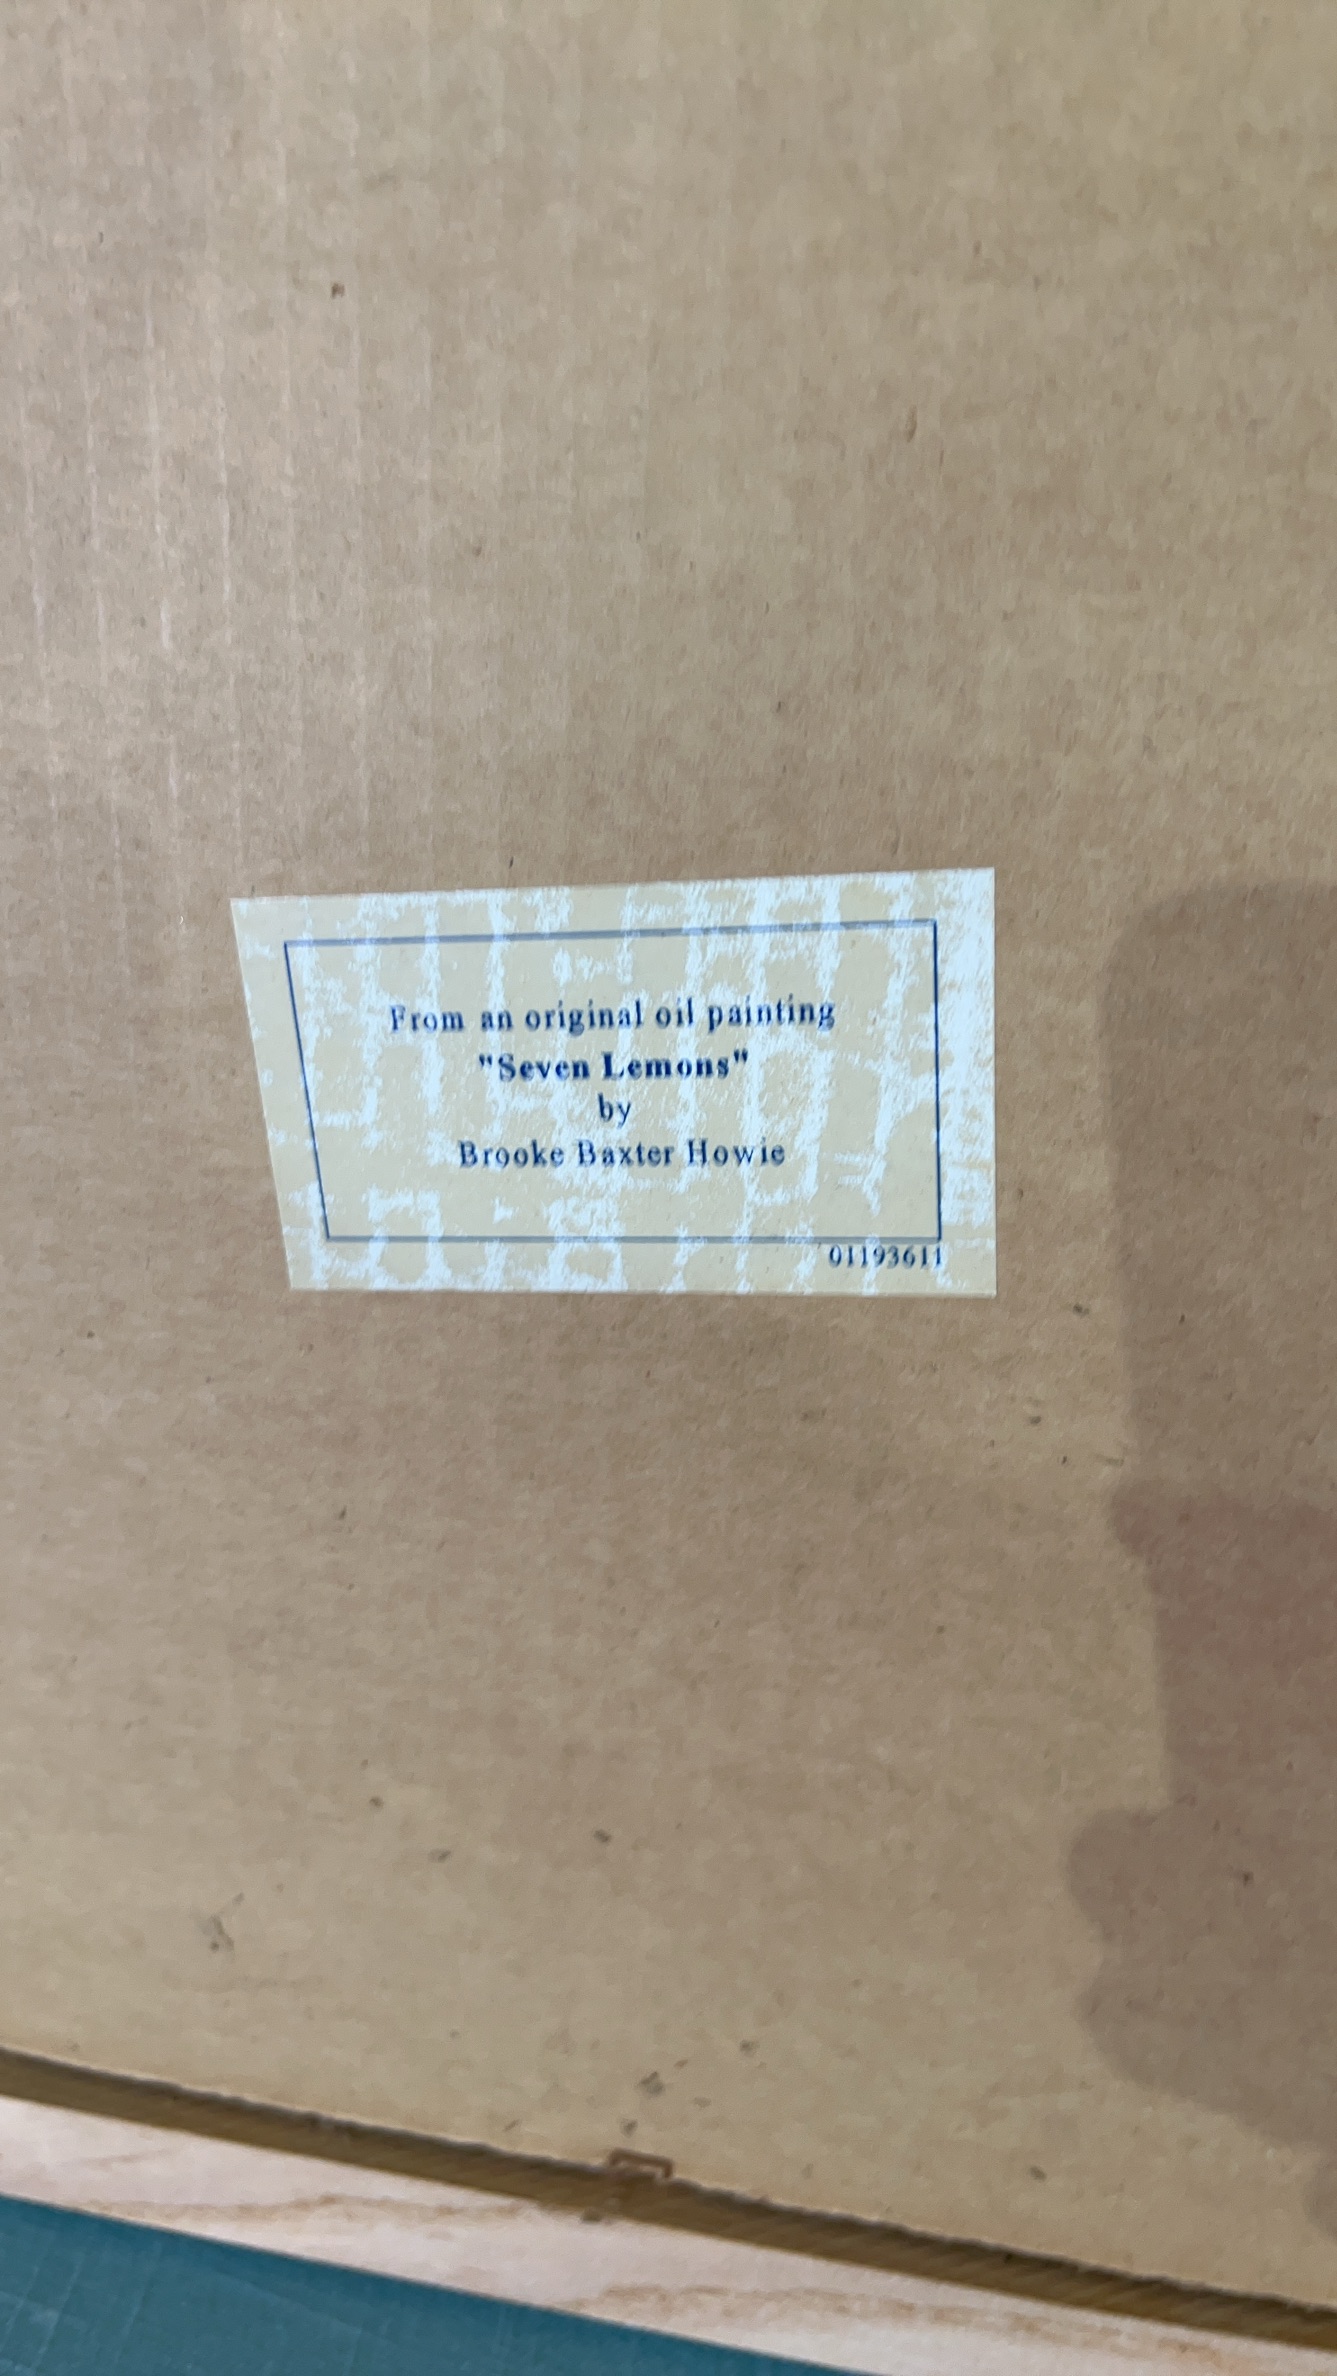 From an original oil painting
"Seven Lemons"
by
Brooke Baxter Howie
01193611